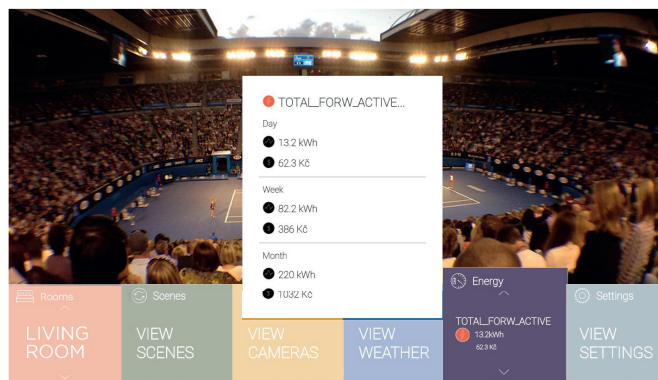 TOTAL_FORW_ACTIVE...
Day
13.2 kWh
62.3 Kč
Week
82.2 kWh
386 Kč
Month
220 kWh
1032 Kč
Rooms
LIVING
ROOM
Scenes
VIEW
SCENES
VIEW
CAMERAS
VIEW
WEATHER
Energy
TOTAL_FORW_ACTIVE
13.2kWh
62.3 Kč
Settings
VIEW
SETTINGS